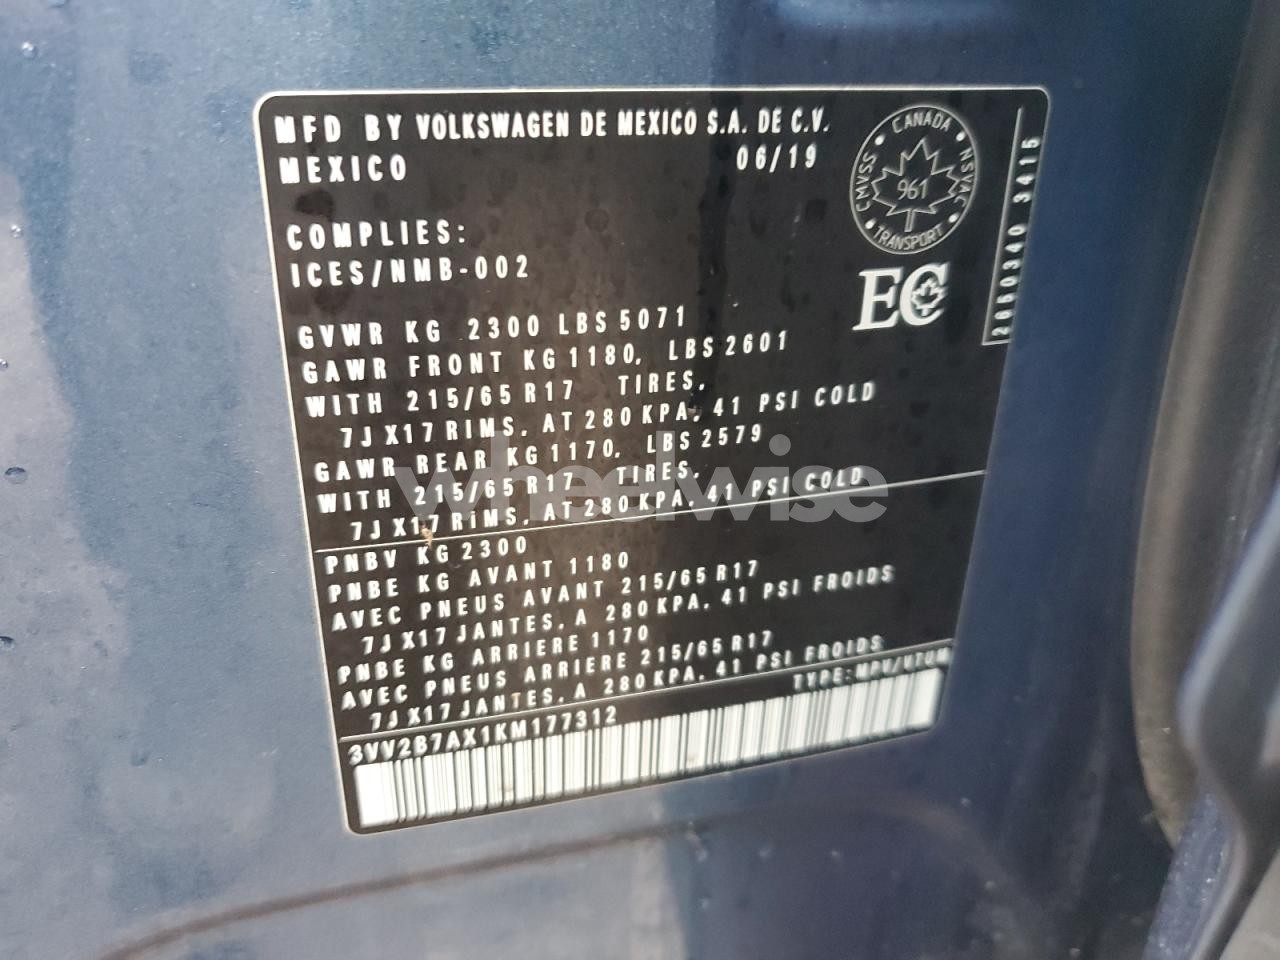 MFD BY VOLKSWAGEN DE MEXICO S.A. DE C.V.
MEXICO 06/19
CANADA
CMVSS NSVAC
961
TRANSPORT
COMPLIES:
ICES/NMB-002
EC
GVWR KG 2300 LBS 5071
GAWR FRONT KG 1180, LBS 2601
WITH 215/65 R17 TIRES,
7J X17 RIMS, AT 280 KPA, 41 PSI COLD
GAWR REAR KG 1170, LBS 2579
WITH 215/65 R17 TIRES,
7J X17 RIMS, AT 280 KPA, 41 PSI COLD
PNBV KG 2300
PNBE KG AVANT 1180
AVEC PNEUS AVANT 215/65 R17
7J X17 JANTES, A 280 KPA, 41 PSI FROIDS
PNBE KG ARRIERE 1170
AVEC PNEUS ARRIERE 215/65 R17
7J X17 JANTES, A 280 KPA, 41 PSI FROIDS
TYPE:MPV/VTUM
3VV2B7AX1KM177312
wheelwise